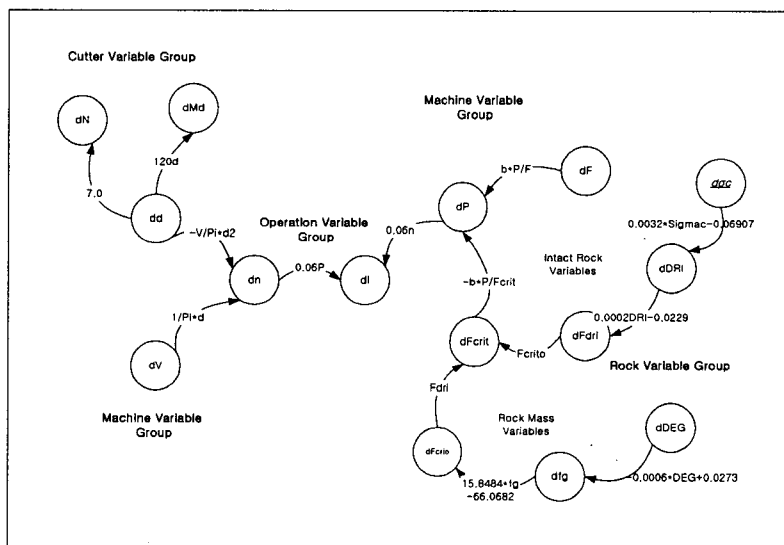 Cutter Variable Group
dN
dMd
120d
7.0
dd
-V/Pi*d2
Operation Variable
Group
dn
0.06P
dI
1/Pi*d
dV
Machine Variable
Group
Machine Variable
Group
b*P/F
dF
dP
0.06n
dσc
0.0032*Sigmac-0.06907
Intact Rock
Variables
dDRI
-b*P/Fcrit
0.0002DRI-0.0229
dFcrit
Fcrito
dFdri
Rock Variable Group
Fdri
Rock Mass
Variables
dDEG
dFcrio
15.8484*fg
-66.0682
dfg
-0.0006*DEG+0.0273